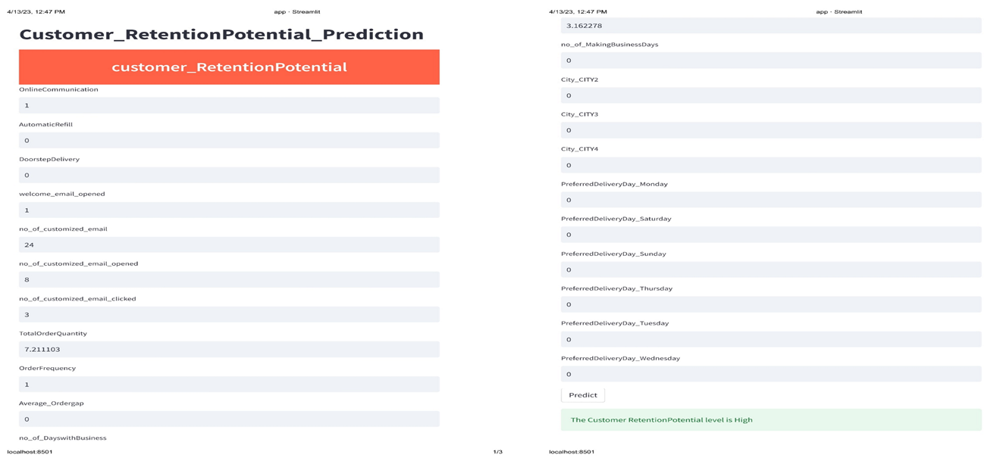 4/13/23, 12:47 PM
app · Streamlit
Customer_RetentionPotential_Prediction
customer_RetentionPotential
OnlineCommunication
1
AutomaticRefill
0
DoorstepDelivery
0
welcome_email_opened
1
no_of_customized_email
24
no_of_customized_email_opened
8
no_of_customized_email_clicked
3
TotalOrderQuantity
7.211103
OrderFrequency
1
Average_Ordergap
0
no_of_DayswithBusiness
localhost:8501
1/3
4/13/23, 12:47 PM
app · Streamlit
3.162278
no_of_MakingBusinessDays
0
City_CITY2
0
City_CITY3
0
City_CITY4
0
PreferredDeliveryDay_Monday
0
PreferredDeliveryDay_Saturday
0
PreferredDeliveryDay_Sunday
0
PreferredDeliveryDay_Thursday
0
PreferredDeliveryDay_Tuesday
0
PreferredDeliveryDay_Wednesday
0
Predict
The Customer RetentionPotential level is High
localhost:8501